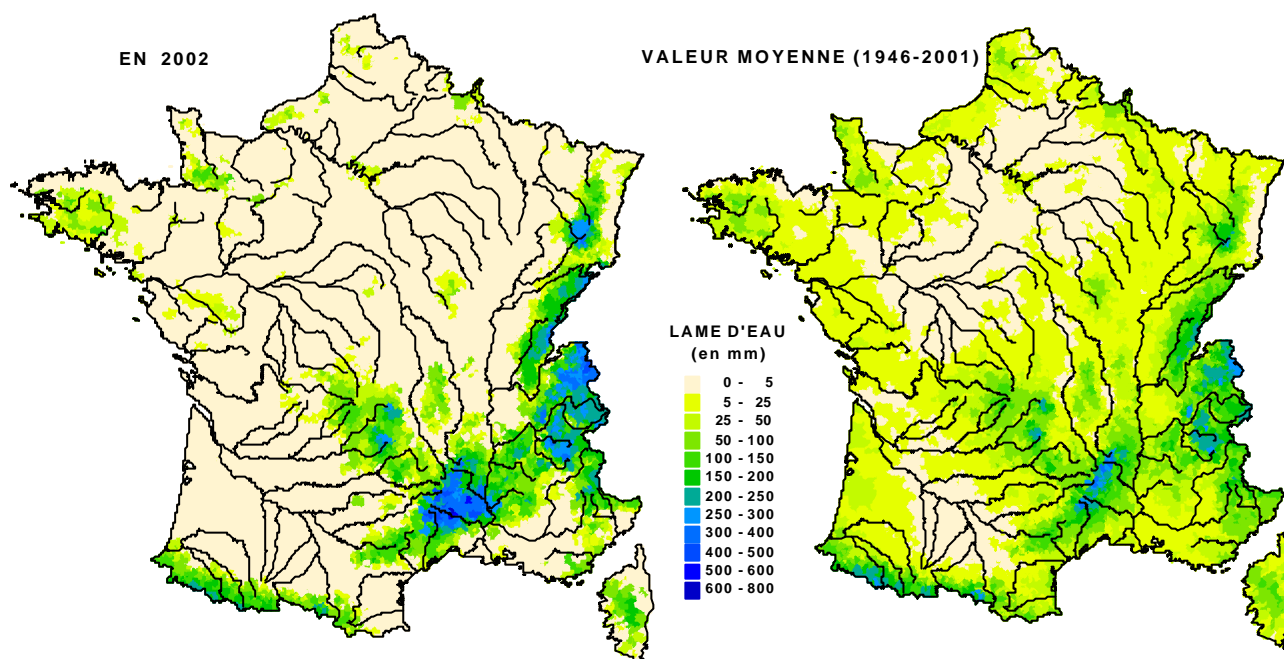 EN 2002
VALEUR MOYENNE (1946-2001)
LAME D'EAU
(en mm)
0 - 5
5 - 25
25 - 50
50 - 100
100 - 150
150 - 200
200 - 250
250 - 300
300 - 400
400 - 500
500 - 600
600 - 800